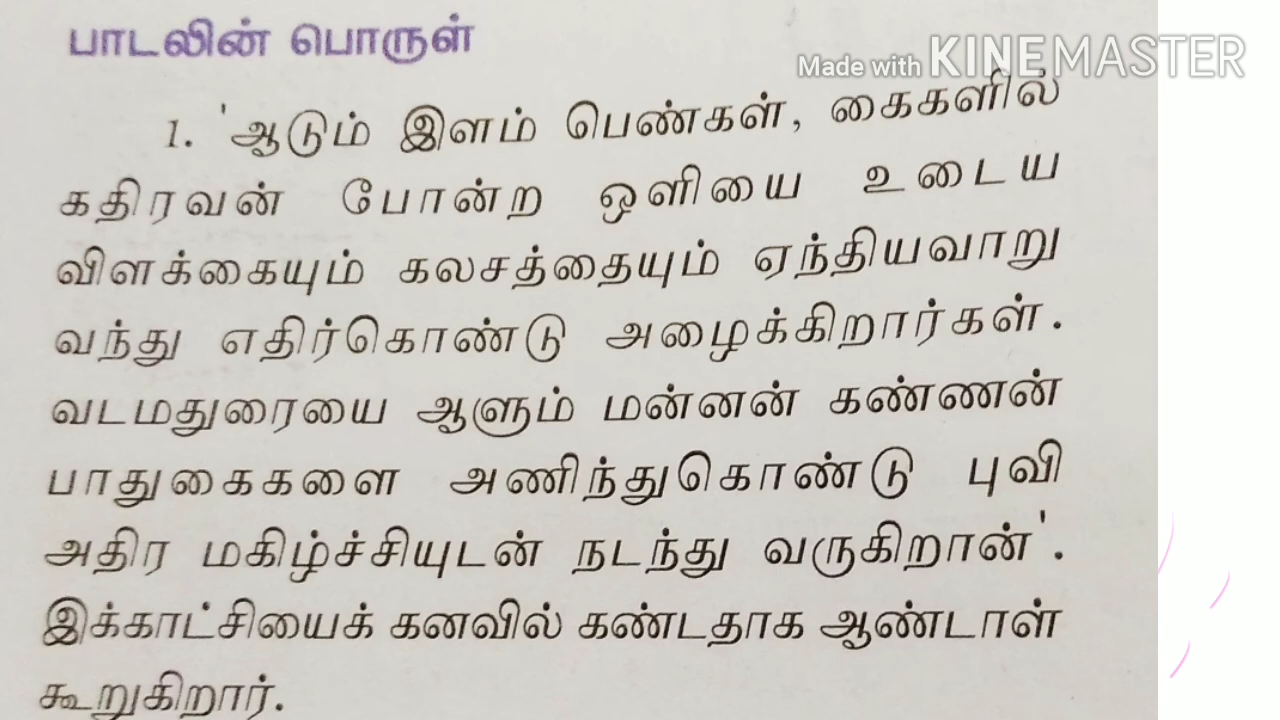 பாடலின் பொருள்
Made with KINEMASTER
1. 'ஆடும் இளம் பெண்கள், கைகளில்
கதிரவன் போன்ற ஒளியை உடைய
விளக்கையும் கலசத்தையும் ஏந்தியவாறு
வந்து எதிர்கொண்டு அழைக்கிறார்கள்.
வடமதுரையை ஆளும் மன்னன் கண்ணன்
பாதுகைகளை அணிந்துகொண்டு புவி
அதிர மகிழ்ச்சியுடன் நடந்து வருகிறான்'.
இக்காட்சியைக் கனவில் கண்டதாக ஆண்டாள்
கூறுகிறார்.